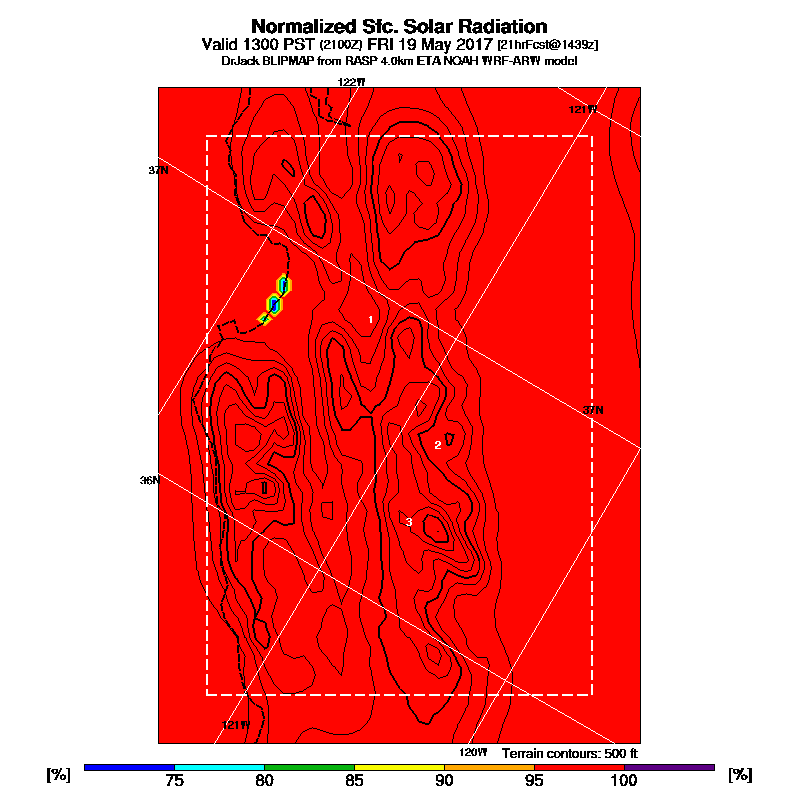 Normalized Sfc. Solar Radiation
Valid 1300 PST (2100Z) FRI 19 May 2017 [21hrFcst@1439z]
DrJack BLIPMAP from RASP 4.0km ETA NOAH WRF-ARW model
122W
121W
37N
1
37N
2
36N
3
121W
120W Terrain contours: 500 ft
[%] 75 80 85 90 95 100 [%]